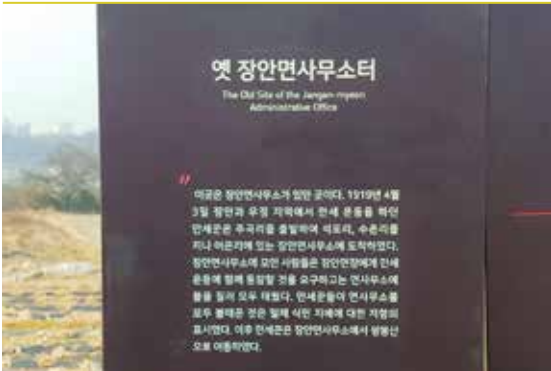 옛 장안면사무소터
The Old Site of the Jangan-myeon
Administrative Office
이곳은 장안면사무소가 있던 곳이다. 1919년 4월
3일 장안과 우정 지역에서 만세 운동을 하던
만세꾼은 주곡리를 출발하여 석포리, 수촌리를
지나 어은리에 있는 장안면사무소에 도착하였다.
장안면사무소에 모인 사람들은 장안면장에게 만세
운동에 함께 동참할 것을 요구하고는 면사무소에
불을 질러 모두 태웠다. 만세꾼들이 면사무소를
모두 불태운 것은 일제 식민 지배에 대한 저항의
표시였다. 이후 만세꾼은 장안면사무소에서 쌍봉산
으로 이동하였다.